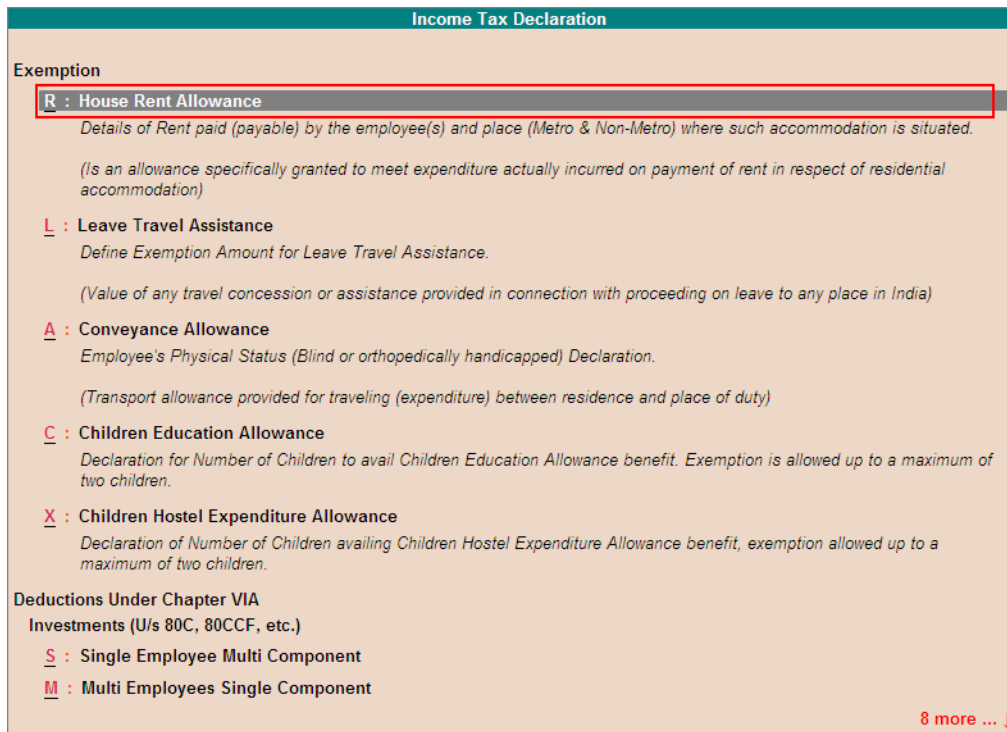 Income Tax Declaration
Exemption
R : House Rent Allowance
Details of Rent paid (payable) by the employee(s) and place (Metro & Non-Metro) where such accommodation is situated.
(Is an allowance specifically granted to meet expenditure actually incurred on payment of rent in respect of residential
accommodation)
L : Leave Travel Assistance
Define Exemption Amount for Leave Travel Assistance.
(Value of any travel concession or assistance provided in connection with proceeding on leave to any place in India)
A : Conveyance Allowance
Employee's Physical Status (Blind or orthopedically handicapped) Declaration.
(Transport allowance provided for traveling (expenditure) between residence and place of duty)
C : Children Education Allowance
Declaration for Number of Children to avail Children Education Allowance benefit. Exemption is allowed up to a maximum of
two children.
X : Children Hostel Expenditure Allowance
Declaration of Number of Children availing Children Hostel Expenditure Allowance benefit, exemption allowed up to a
maximum of two children.
Deductions Under Chapter VIA
Investments (U/s 80C, 80CCF, etc.)
S : Single Employee Multi Component
M : Multi Employees Single Component
8 more ...